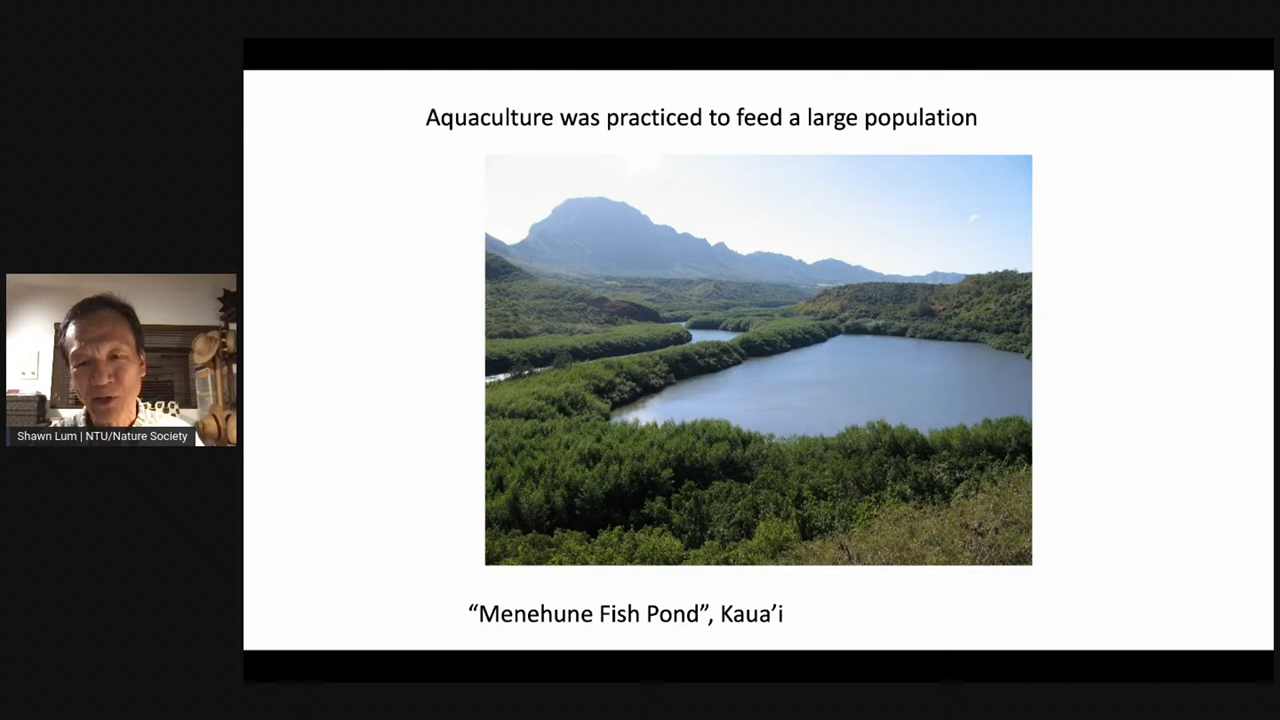 Aquaculture was practiced to feed a large population
Shawn Lum | NTU/Nature Society
“Menehune Fish Pond”, Kaua’i